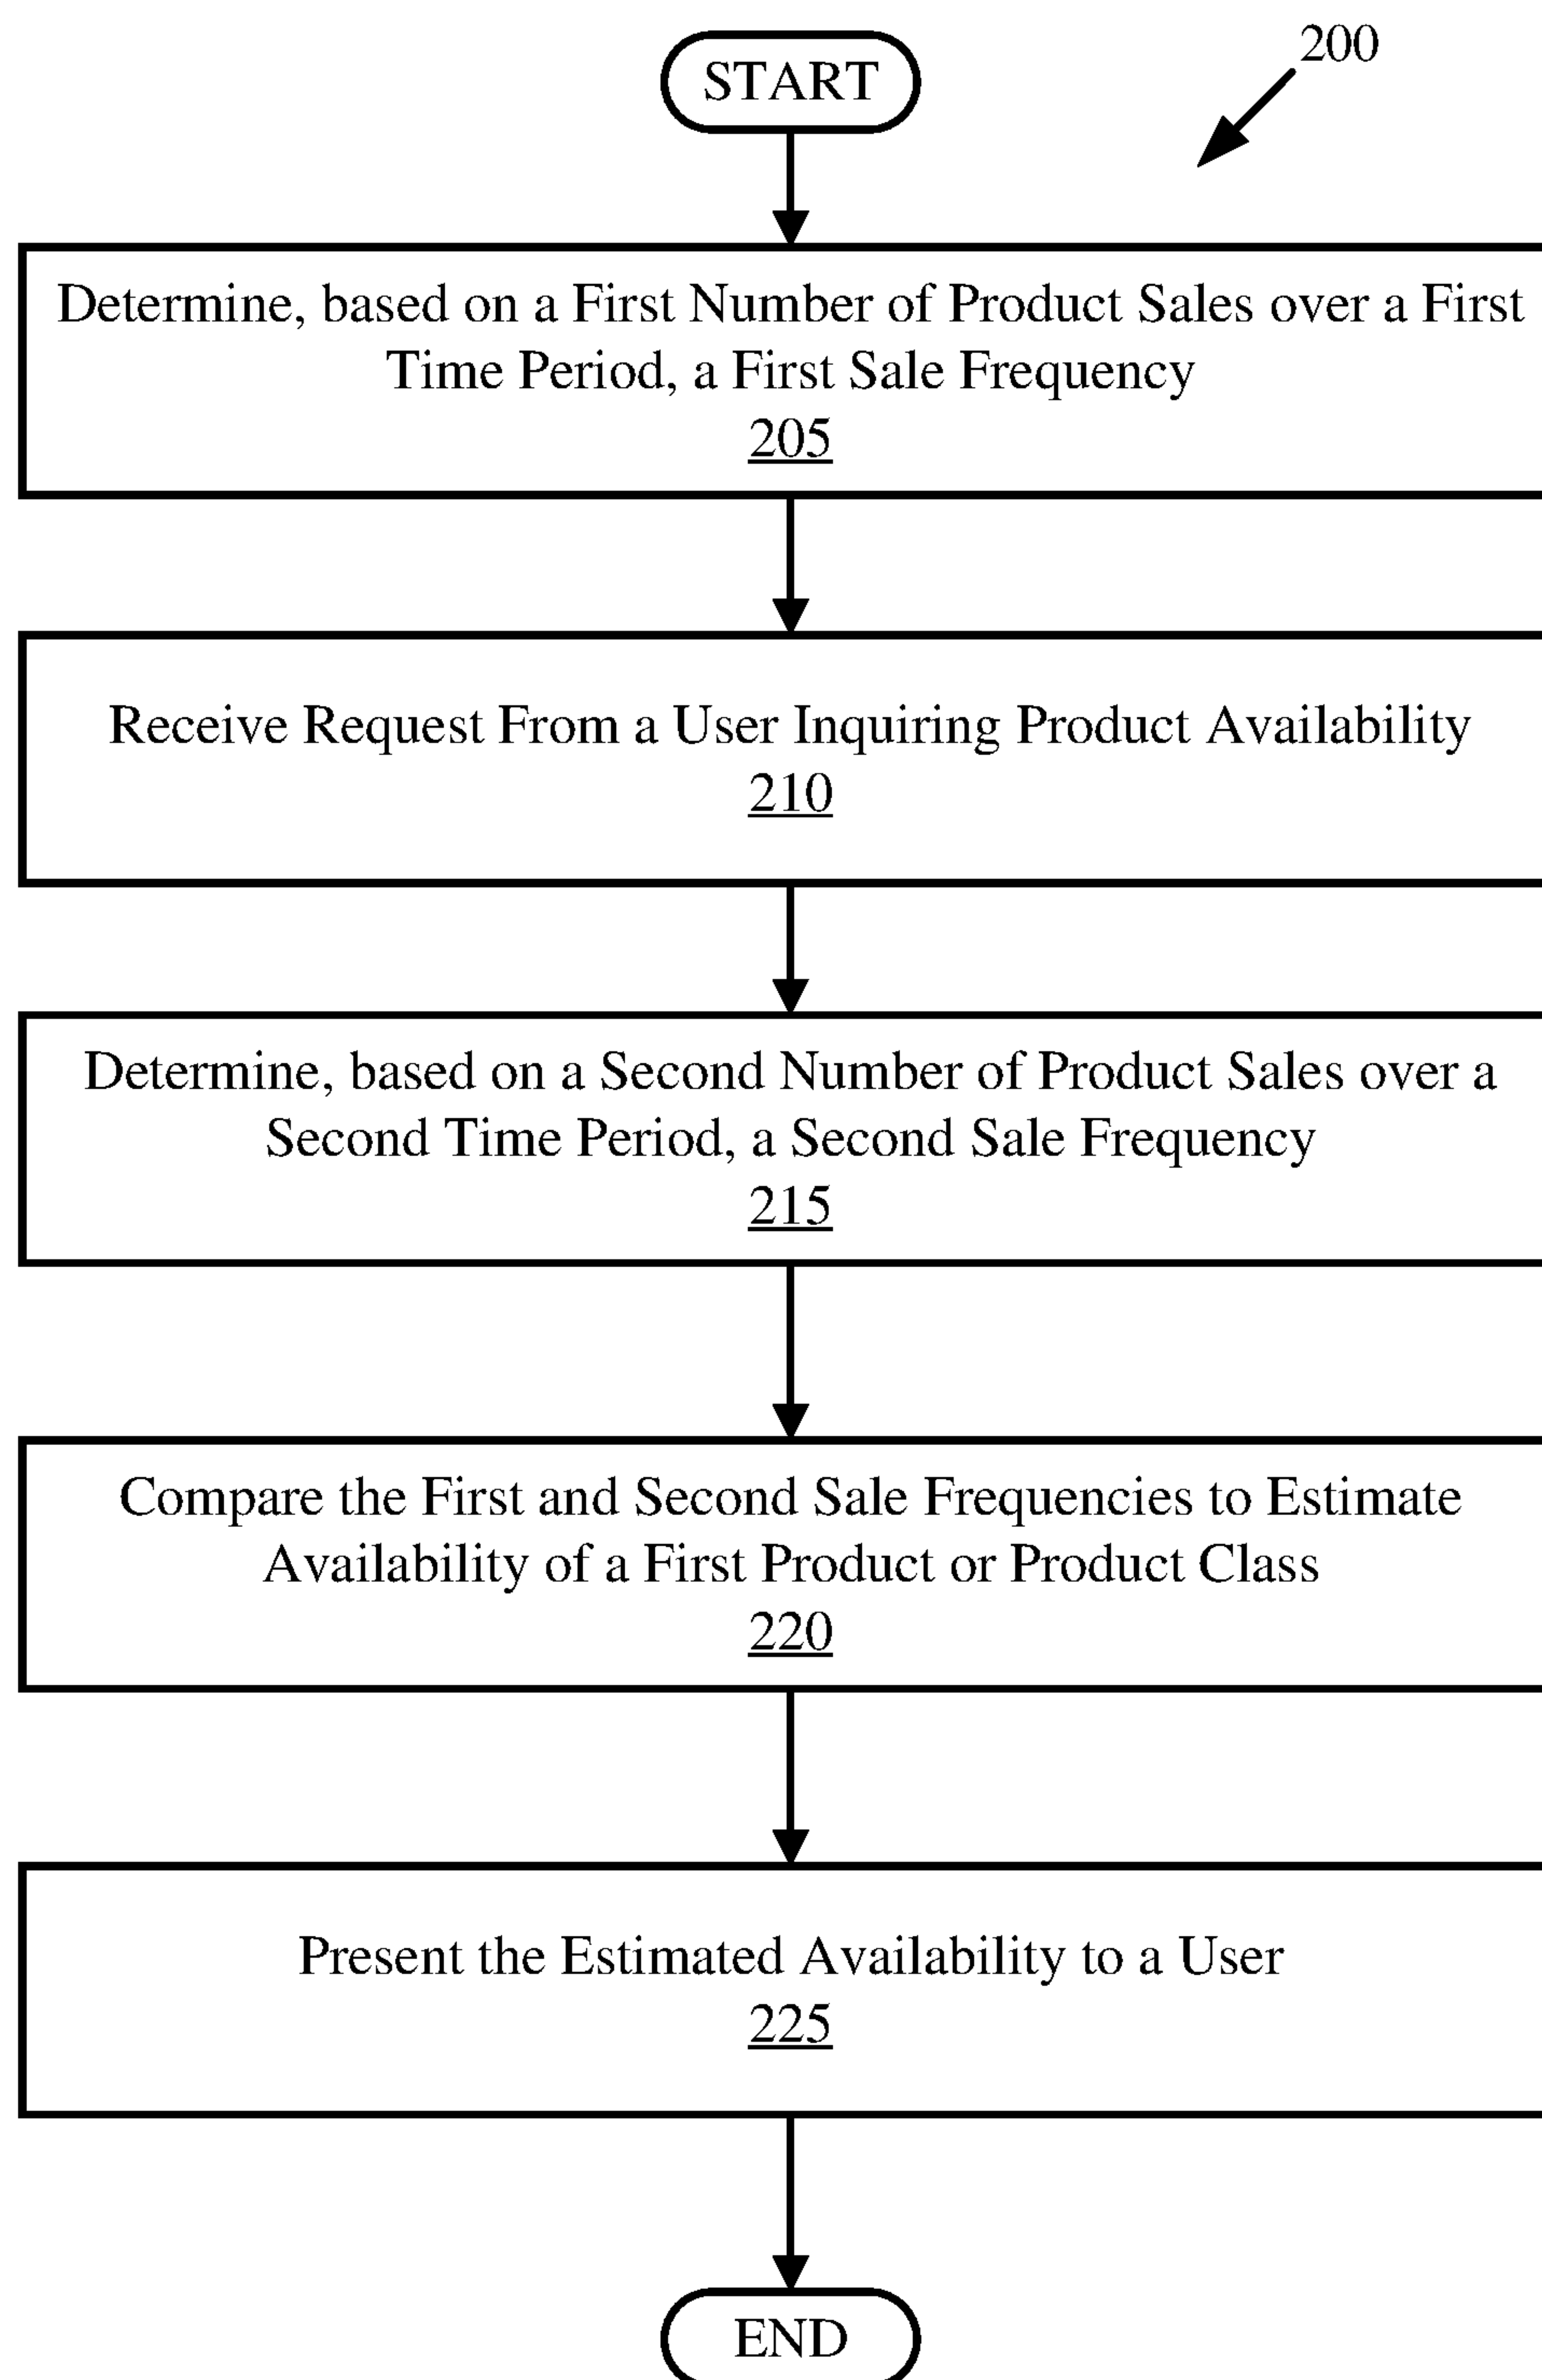 START
200
Determine, based on a First Number of Product Sales over a First
Time Period, a First Sale Frequency
205
Receive Request From a User Inquiring Product Availability
210
Determine, based on a Second Number of Product Sales over a
Second Time Period, a Second Sale Frequency
215
Compare the First and Second Sale Frequencies to Estimate
Availability of a First Product or Product Class
220
Present the Estimated Availability to a User
225
END